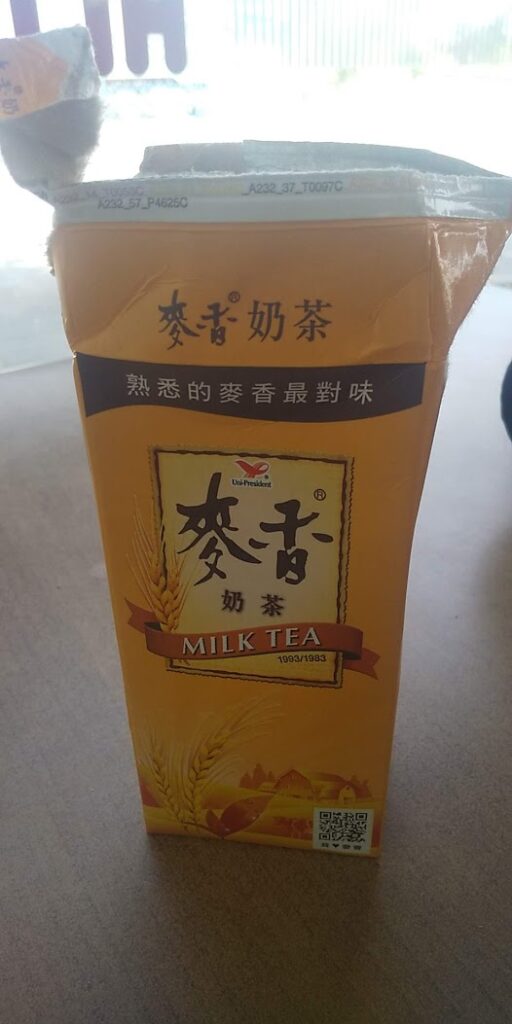 A232_37_T0097C
A232_57_P4625C
麥香® 奶茶
熟悉的麥香最對味
Uni-President
麥香®
奶茶
MILK TEA
1993/1983